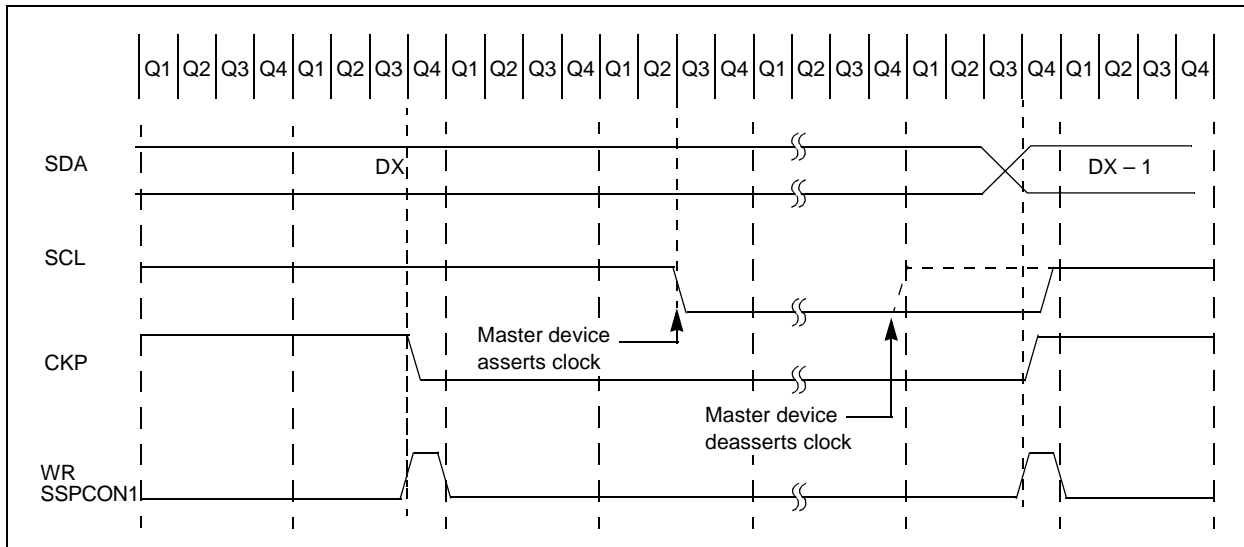 Q1 Q2 Q3 Q4 Q1 Q2 Q3 Q4 Q1 Q2 Q3 Q4 Q1 Q2 Q3 Q4 Q1 Q2 Q3 Q4 Q1 Q2 Q3 Q4 Q1 Q2 Q3 Q4
SDA
DX
DX – 1
SCL
Master device
asserts clock
CKP
Master device
deasserts clock
WR
SSPCON1